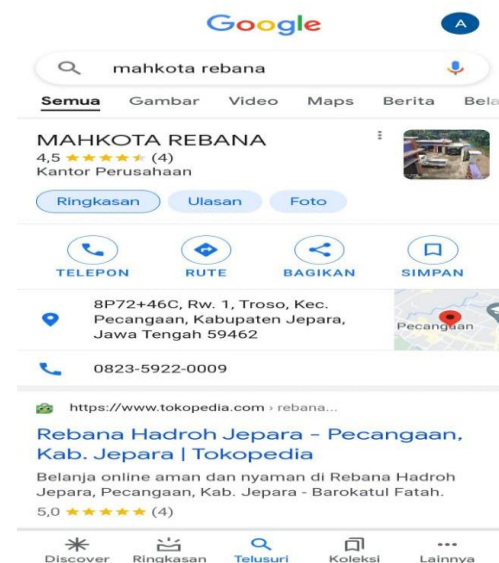 Google
A
mahkota rebana
Semua Gambar Video Maps Berita Bela
MAHKOTA REBANA
4,5 ★★★★★ (4)
Kantor Perusahaan
Ringkasan Ulasan Foto
TELEPON RUTE BAGIKAN SIMPAN
8P72+46C, Rw. 1, Troso, Kec.
Pecangaan, Kabupaten Jepara,
Jawa Tengah 59462
Pecangaan
0823-5922-0009
https://www.tokopedia.com › rebana...
Rebana Hadroh Jepara - Pecangaan,
Kab. Jepara | Tokopedia
Belanja online aman dan nyaman di Rebana Hadroh
Jepara, Pecangaan, Kab. Jepara - Barokatul Fatah.
5,0 ★★★★★ (4)
Discover Ringkasan Telusuri Koleksi Lainnya